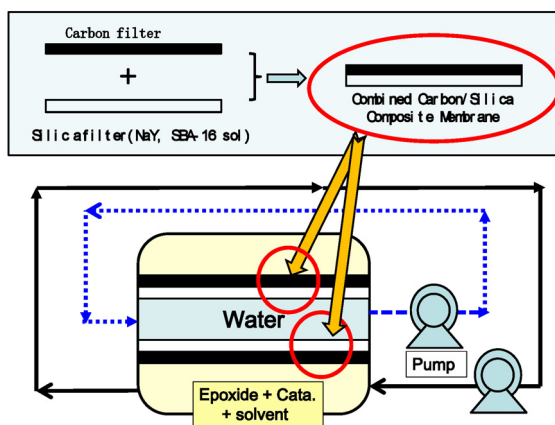 Carbon filter
+
Silicafilter(NaY, SBA-16 sol)
Combined Carbon/Silica
Composite Membrane
Water
Pump
Epoxide + Cata.
+ solvent